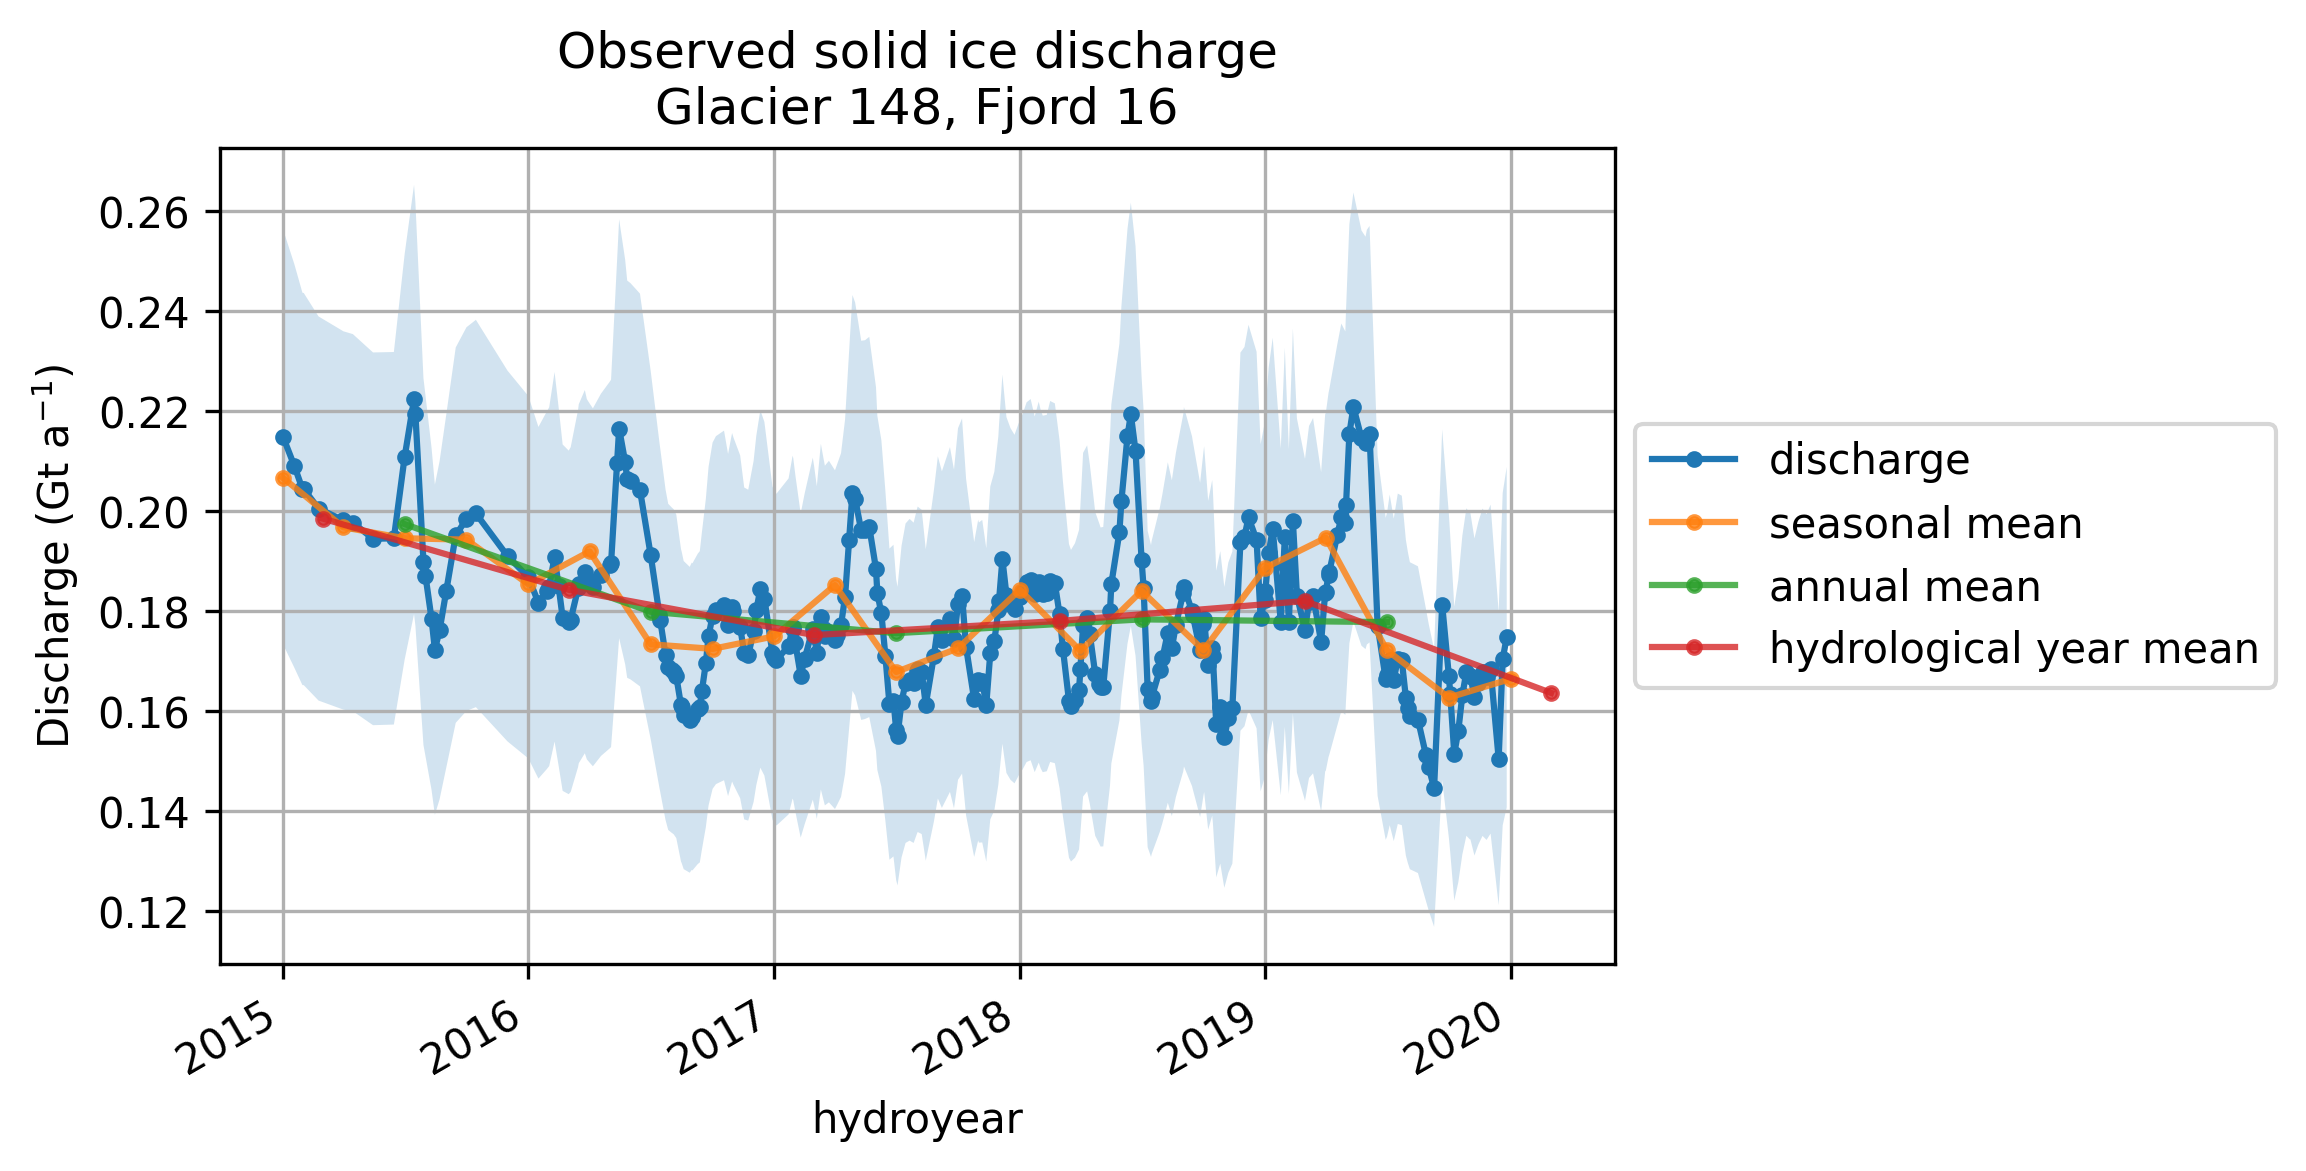 Observed solid ice discharge
Glacier 148, Fjord 16
Discharge (Gt a⁻¹)
0.26
0.24
0.22
0.20
0.18
0.16
0.14
0.12
2015
2016
2017
2018
2019
2020
hydroyear
discharge
seasonal mean
annual mean
hydrological year mean